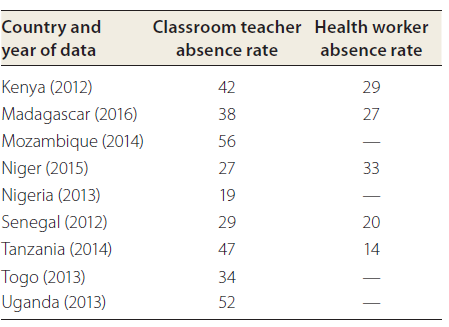 Country and year of data Classroom teacher absence rate Health worker absence rate
Kenya (2012) 42 29
Madagascar (2016) 38 27
Mozambique (2014) 56 —
Niger (2015) 27 33
Nigeria (2013) 19 —
Senegal (2012) 29 20
Tanzania (2014) 47 14
Togo (2013) 34 —
Uganda (2013) 52 —